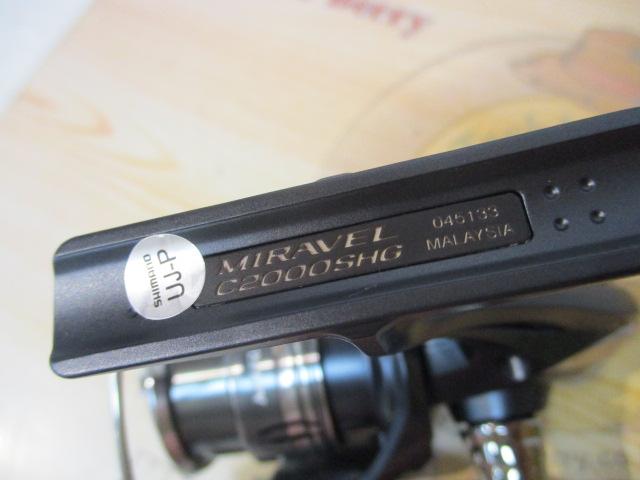 MIRAVEL
C2000SHG
045133
MALAYSIA
SHIMANO
UJ-P